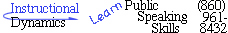 Instructional
Dynamics
Learn
Public
Speaking
Skills
(860)
961-
8432